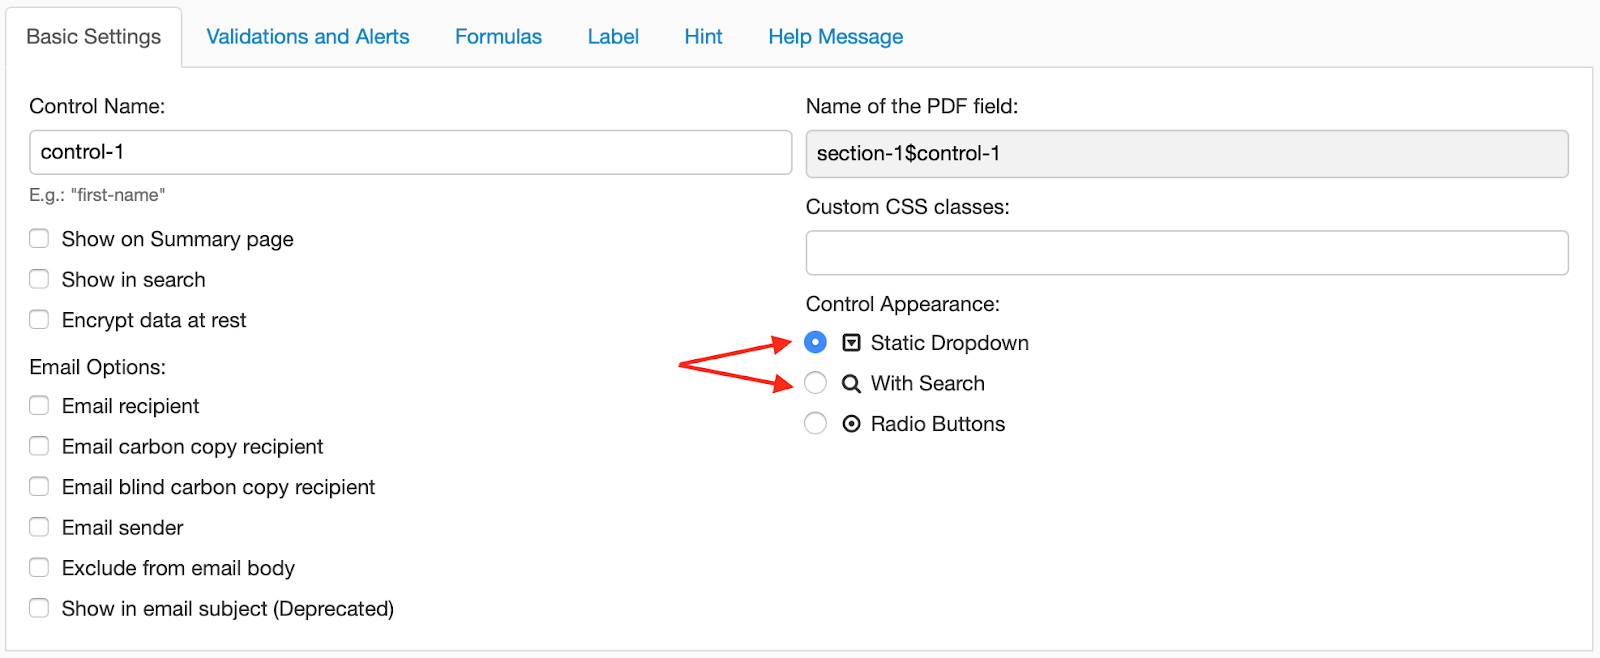 Basic Settings Validations and Alerts Formulas Label Hint Help Message
Control Name:
control-1
E.g.: "first-name"
Show on Summary page
Show in search
Encrypt data at rest
Email Options:
Email recipient
Email carbon copy recipient
Email blind carbon copy recipient
Email sender
Exclude from email body
Show in email subject (Deprecated)
Name of the PDF field:
section-1$control-1
Custom CSS classes:
Control Appearance:
Static Dropdown
With Search
Radio Buttons